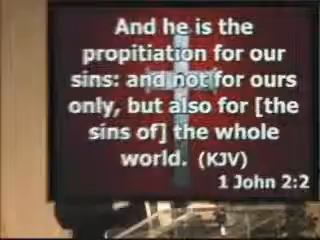 And he is the
propitiation for our
sins: and not for ours
only, but also for [the
sins of] the whole
world. (KJV)
1 John 2:2